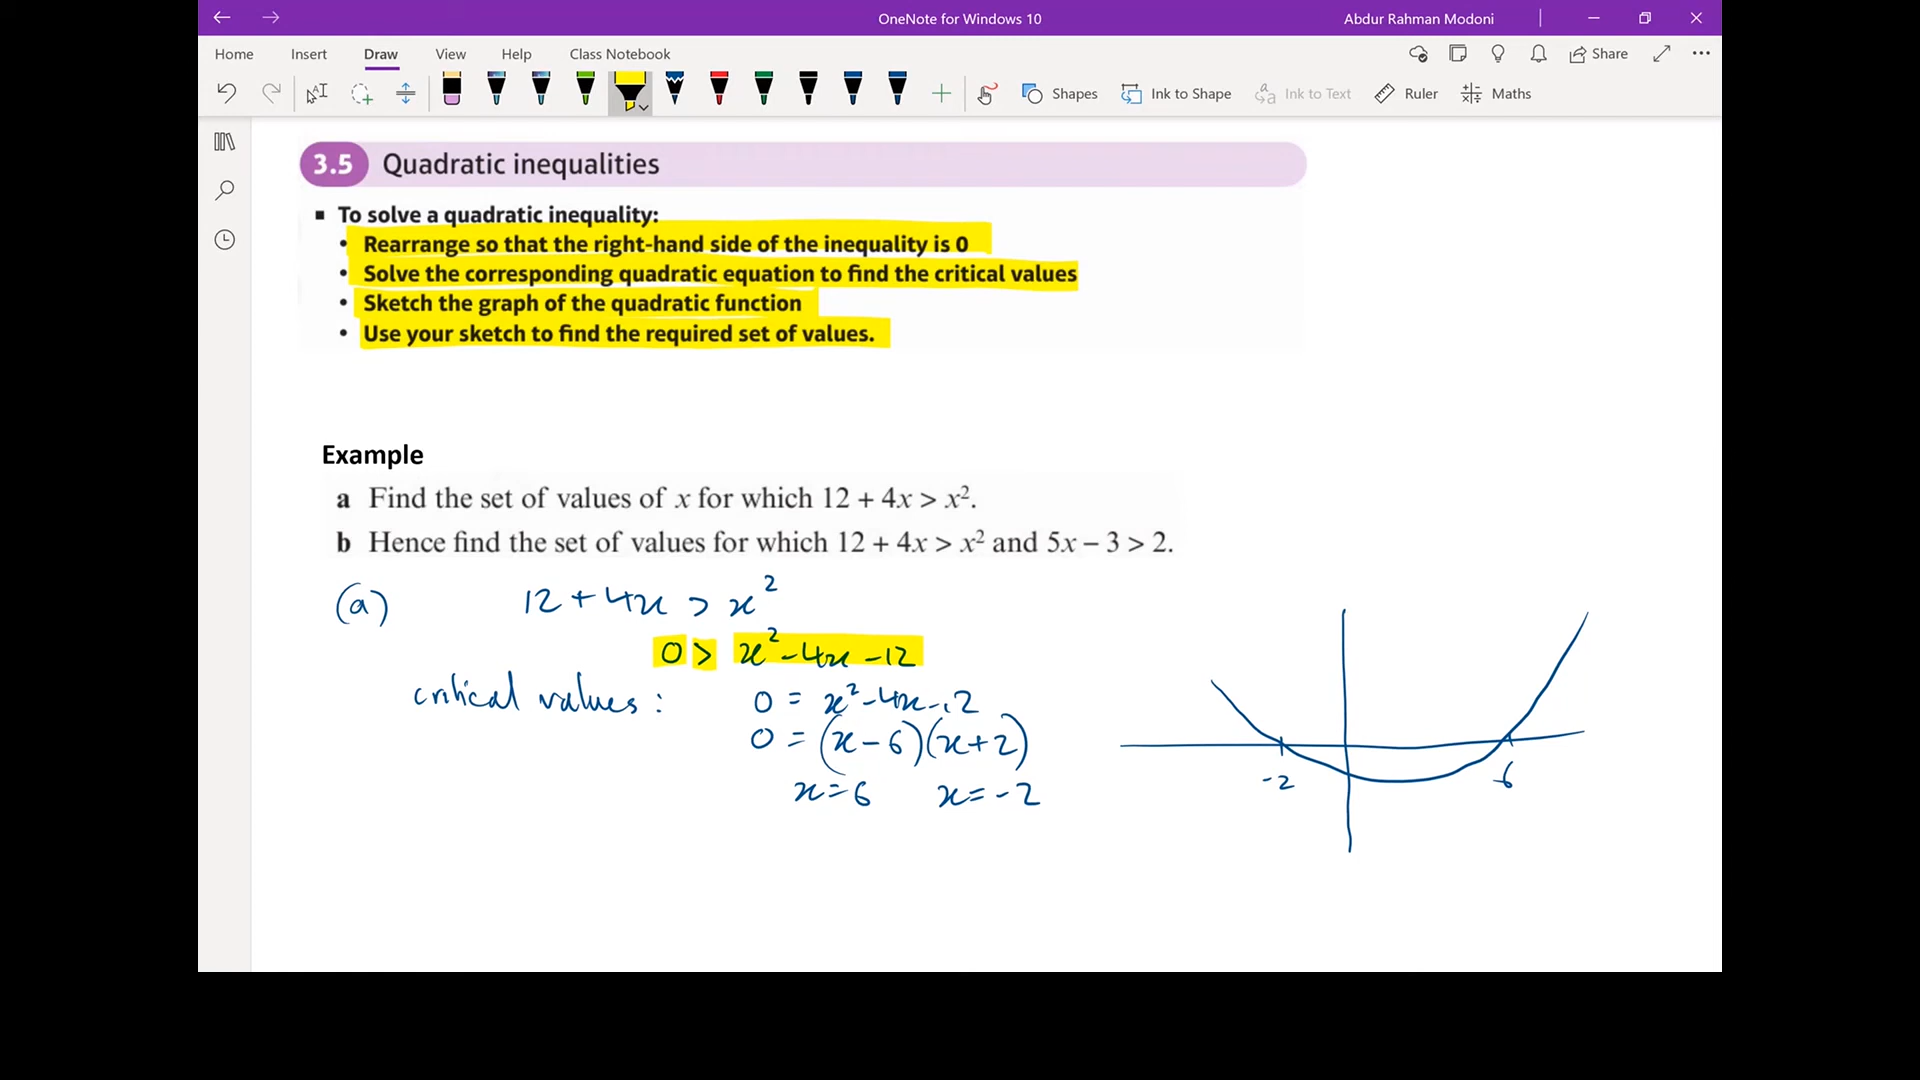 OneNote for Windows 10
Abdur Rahman Modoni
Home Insert Draw View Help Class Notebook
Share
Shapes Ink to Shape Ink to Text Ruler Maths
3.5 Quadratic inequalities
▪ To solve a quadratic inequality:
• Rearrange so that the right-hand side of the inequality is 0
• Solve the corresponding quadratic equation to find the critical values
• Sketch the graph of the quadratic function
• Use your sketch to find the required set of values.
Example
a Find the set of values of x for which 12 + 4x > x².
b Hence find the set of values for which 12 + 4x > x² and 5x − 3 > 2.
(a) 12 + 4x > x²
0 > x² - 4x - 12
critical values: 0 = x² - 4x - 12
0 = (x - 6)(x + 2)
x = 6 x = -2
-2 6